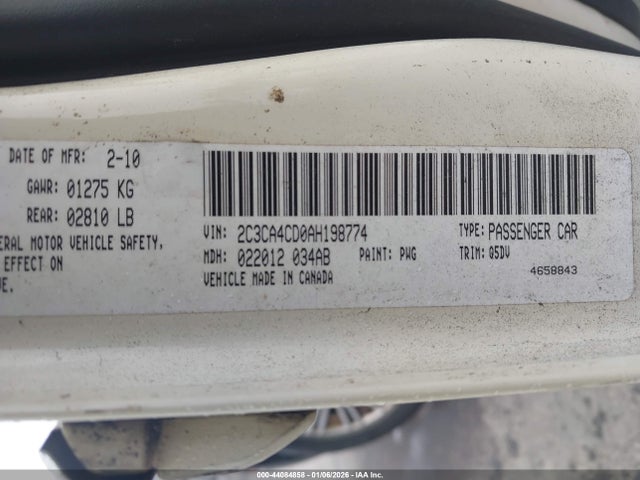 DATE OF MFR: 2-10
GAWR: 01275 KG
REAR: 02810 LB
ERAL MOTOR VEHICLE SAFETY,
EFFECT ON
E.
VIN: 2C3CA4CD0AH198774 TYPE: PASSENGER CAR
MDH: 022012 034AB PAINT: PWG TRIM: Q5DV
VEHICLE MADE IN CANADA 4658843
000-44084858 | 01/06/2026 | IAA Inc.